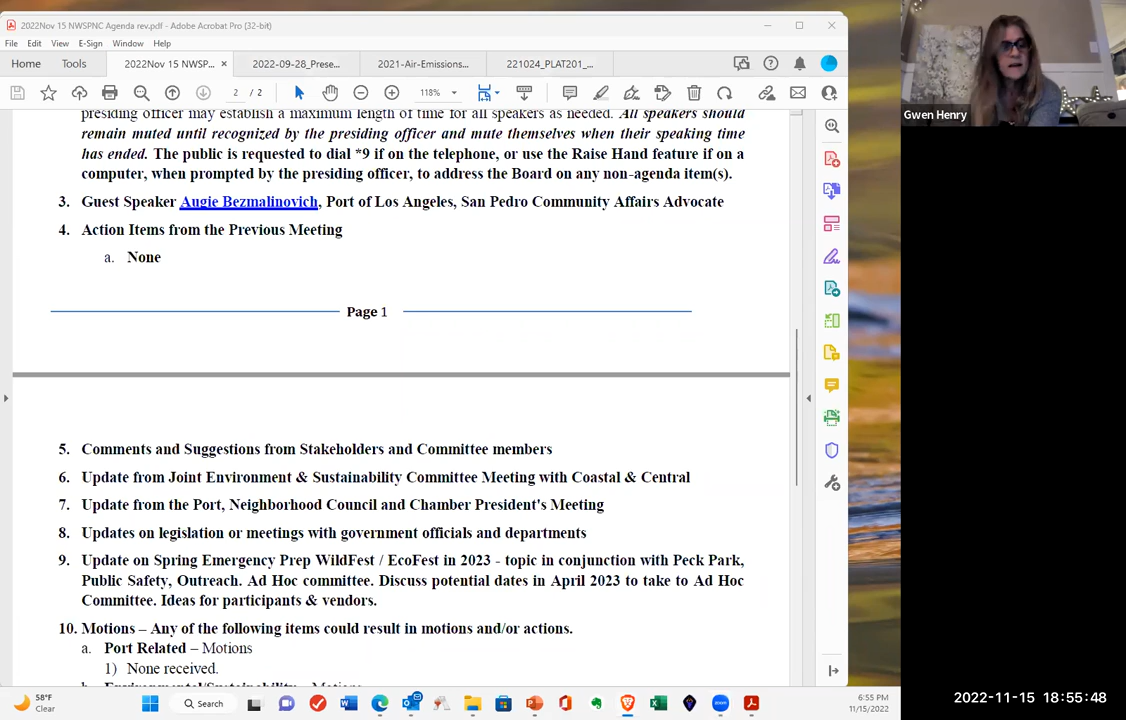 2022Nov 15 NWSPNC Agenda rev.pdf - Adobe Acrobat Pro (32-bit)
File Edit View E-Sign Window Help
Home Tools 2022Nov 15 NWSP... × 2022-09-28_Prese... 2021-Air-Emissions... 221024_PLAT201_...
2 / 2 118%
presiding officer may establish a maximum length of time for all speakers as needed. All speakers should
remain muted until recognized by the presiding officer and mute themselves when their speaking time
has ended. The public is requested to dial *9 if on the telephone, or use the Raise Hand feature if on a
computer, when prompted by the presiding officer, to address the Board on any non-agenda item(s).
3. Guest Speaker Augie Bezmalinovich, Port of Los Angeles, San Pedro Community Affairs Advocate
4. Action Items from the Previous Meeting
a. None
Page 1
5. Comments and Suggestions from Stakeholders and Committee members
6. Update from Joint Environment & Sustainability Committee Meeting with Coastal & Central
7. Update from the Port, Neighborhood Council and Chamber President's Meeting
8. Updates on legislation or meetings with government officials and departments
9. Update on Spring Emergency Prep WildFest / EcoFest in 2023 - topic in conjunction with Peck Park,
Public Safety, Outreach. Ad Hoc committee. Discuss potential dates in April 2023 to take to Ad Hoc
Committee. Ideas for participants & vendors.
10. Motions – Any of the following items could result in motions and/or actions.
a. Port Related – Motions
1) None received.
b. Environmental/Sustainability – Motions
Gwen Henry
58°F
Clear
Search
6:55 PM
11/15/2022
2022-11-15 18:55:48